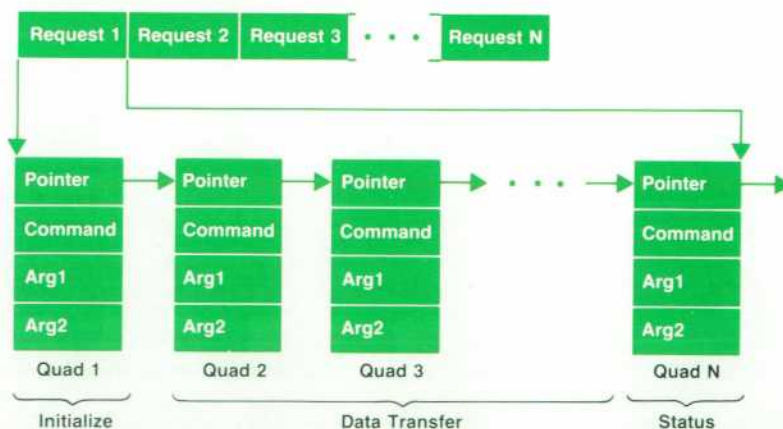 Request 1 Request 2 Request 3 • • • Request N
Pointer Pointer Pointer • • • Pointer
Command Command Command Command
Arg1 Arg1 Arg1 Arg1
Arg2 Arg2 Arg2 Arg2
Quad 1 Quad 2 Quad 3 Quad N
Initialize Data Transfer Status